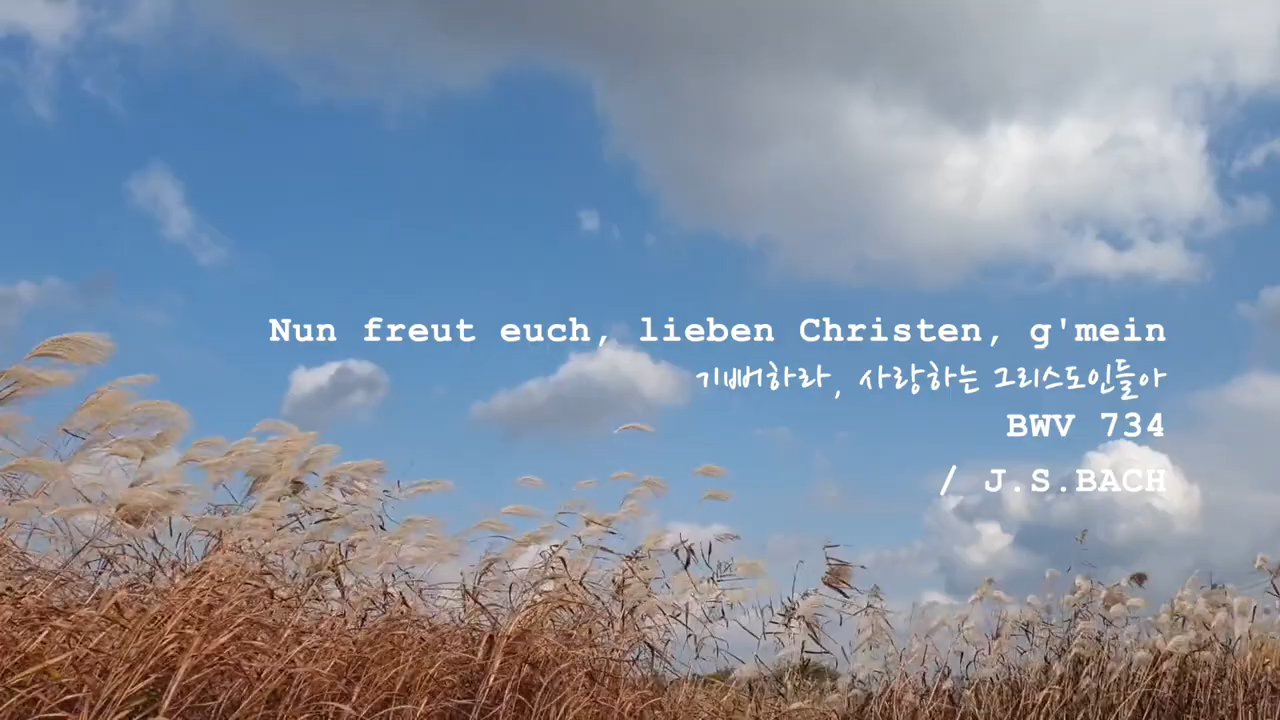 Nun freut euch, lieben Christen, g'mein
기뻐하라, 사랑하는 그리스도인들아
BWV 734
/ J.S.BACH